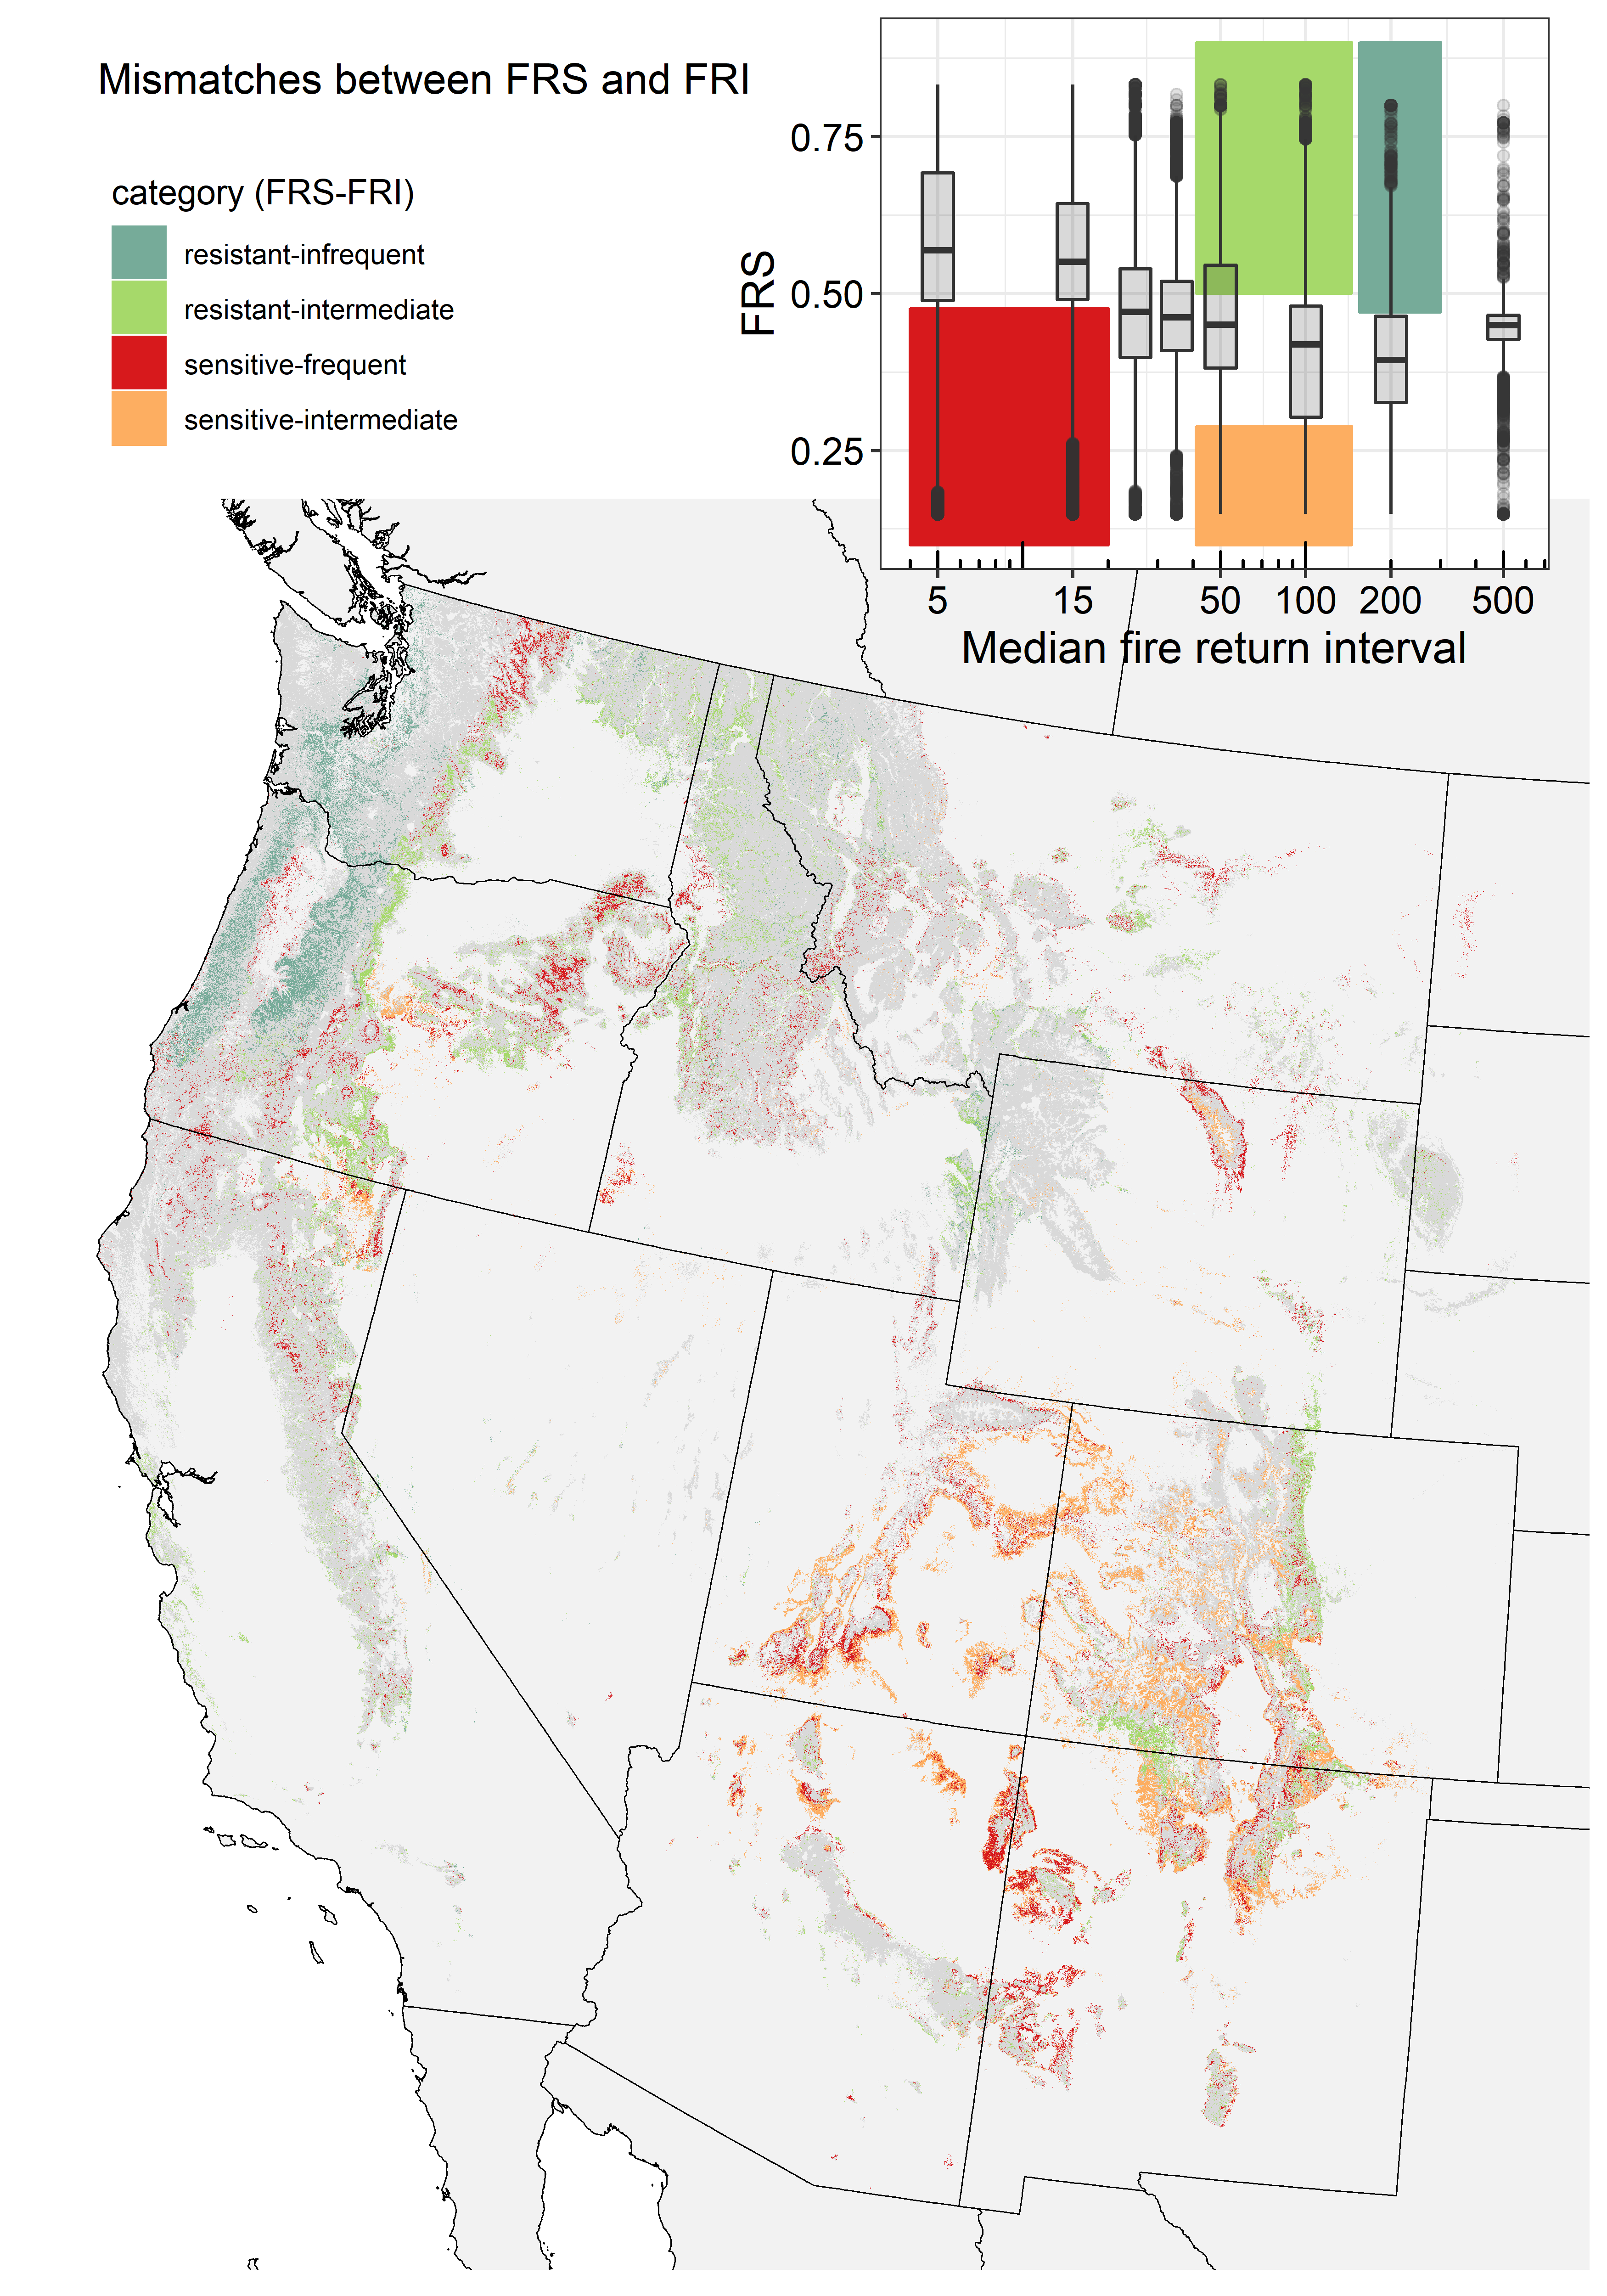 Mismatches between FRS and FRI
category (FRS-FRI)
resistant-infrequent
resistant-intermediate
sensitive-frequent
sensitive-intermediate
FRS
0.75
0.50
0.25
5 15 50 100 200 500
Median fire return interval